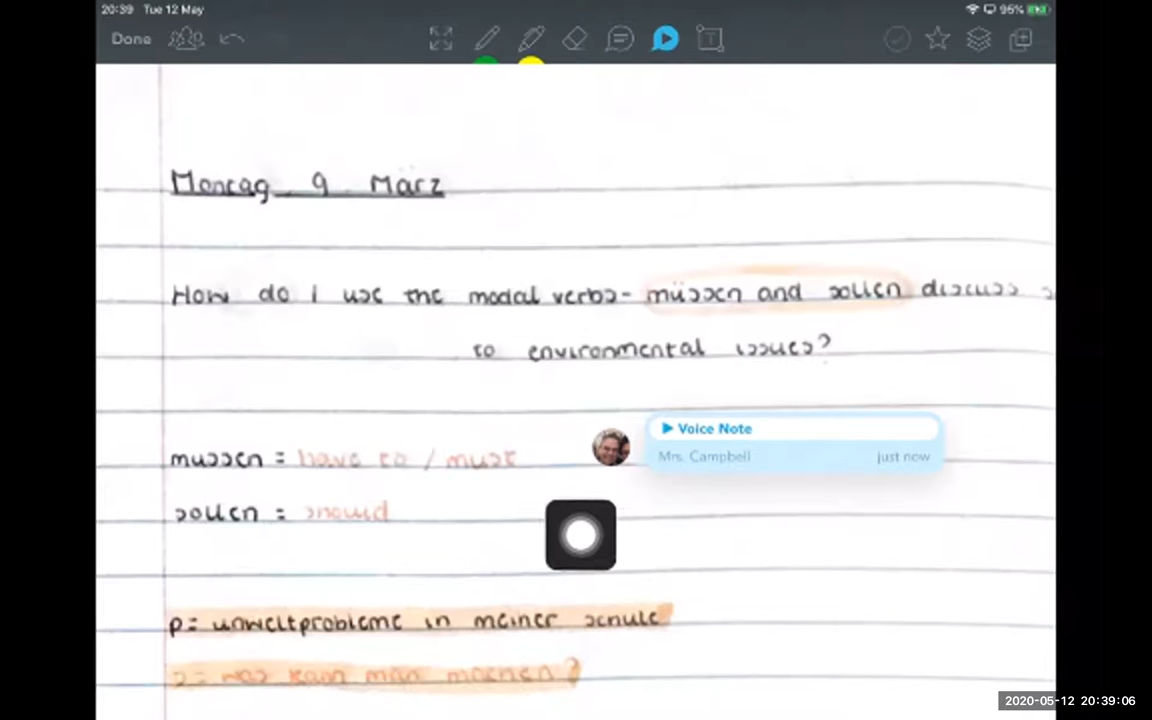 20:39 Tue 12 May
95%
Done
Montag 9 März
How do I use the modal verbs- müssen and sollen discuss s
to environmental issues?
Voice Note
Mrs. Campbell just now
mussen = have to / must
sollen = should
p= umweltprobleme in meiner schule
s= was kann man machen?
2020-05-12 20:39:06